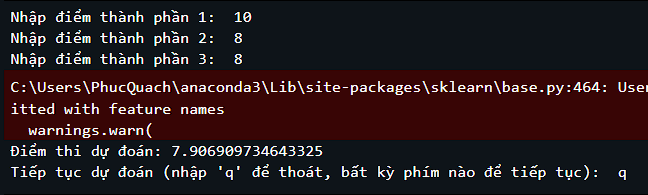 Nhập điểm thành phần 1:  10
Nhập điểm thành phần 2:  8
Nhập điểm thành phần 3:  8
C:\Users\PhucQuach\anaconda3\Lib\site-packages\sklearn\base.py:464: User
itted with feature names
  warnings.warn(
Điểm thi dự đoán: 7.906909734643325
Tiếp tục dự đoán (nhập 'q' để thoát, bất kỳ phím nào để tiếp tục):  q